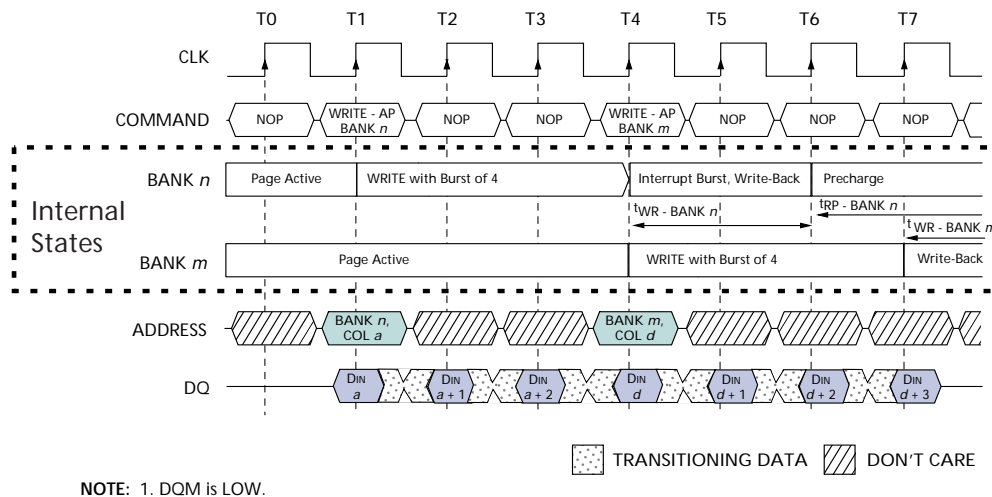 T0 T1 T2 T3 T4 T5 T6 T7
CLK
COMMAND
NOP
WRITE - AP
BANK n
NOP
NOP
WRITE - AP
BANK m
NOP
NOP
NOP
Internal
States
BANK n
Page Active
WRITE with Burst of 4
Interrupt Burst, Write-Back
Precharge
tWR - BANK n
tRP - BANK n
tWR - BANK m
BANK m
Page Active
WRITE with Burst of 4
Write-Back
ADDRESS
BANK n,
COL a
BANK m,
COL d
DQ
DIN
a
DIN
a + 1
DIN
a + 2
DIN
d
DIN
d + 1
DIN
d + 2
DIN
d + 3
TRANSITIONING DATA
DON'T CARE
NOTE: 1. DQM is LOW.